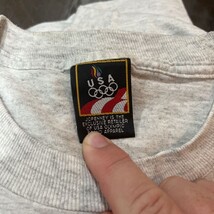 USA
JCPENNEY IS THE
EXCLUSIVE RETAILER
OF USA OLYMPIC
APPAREL